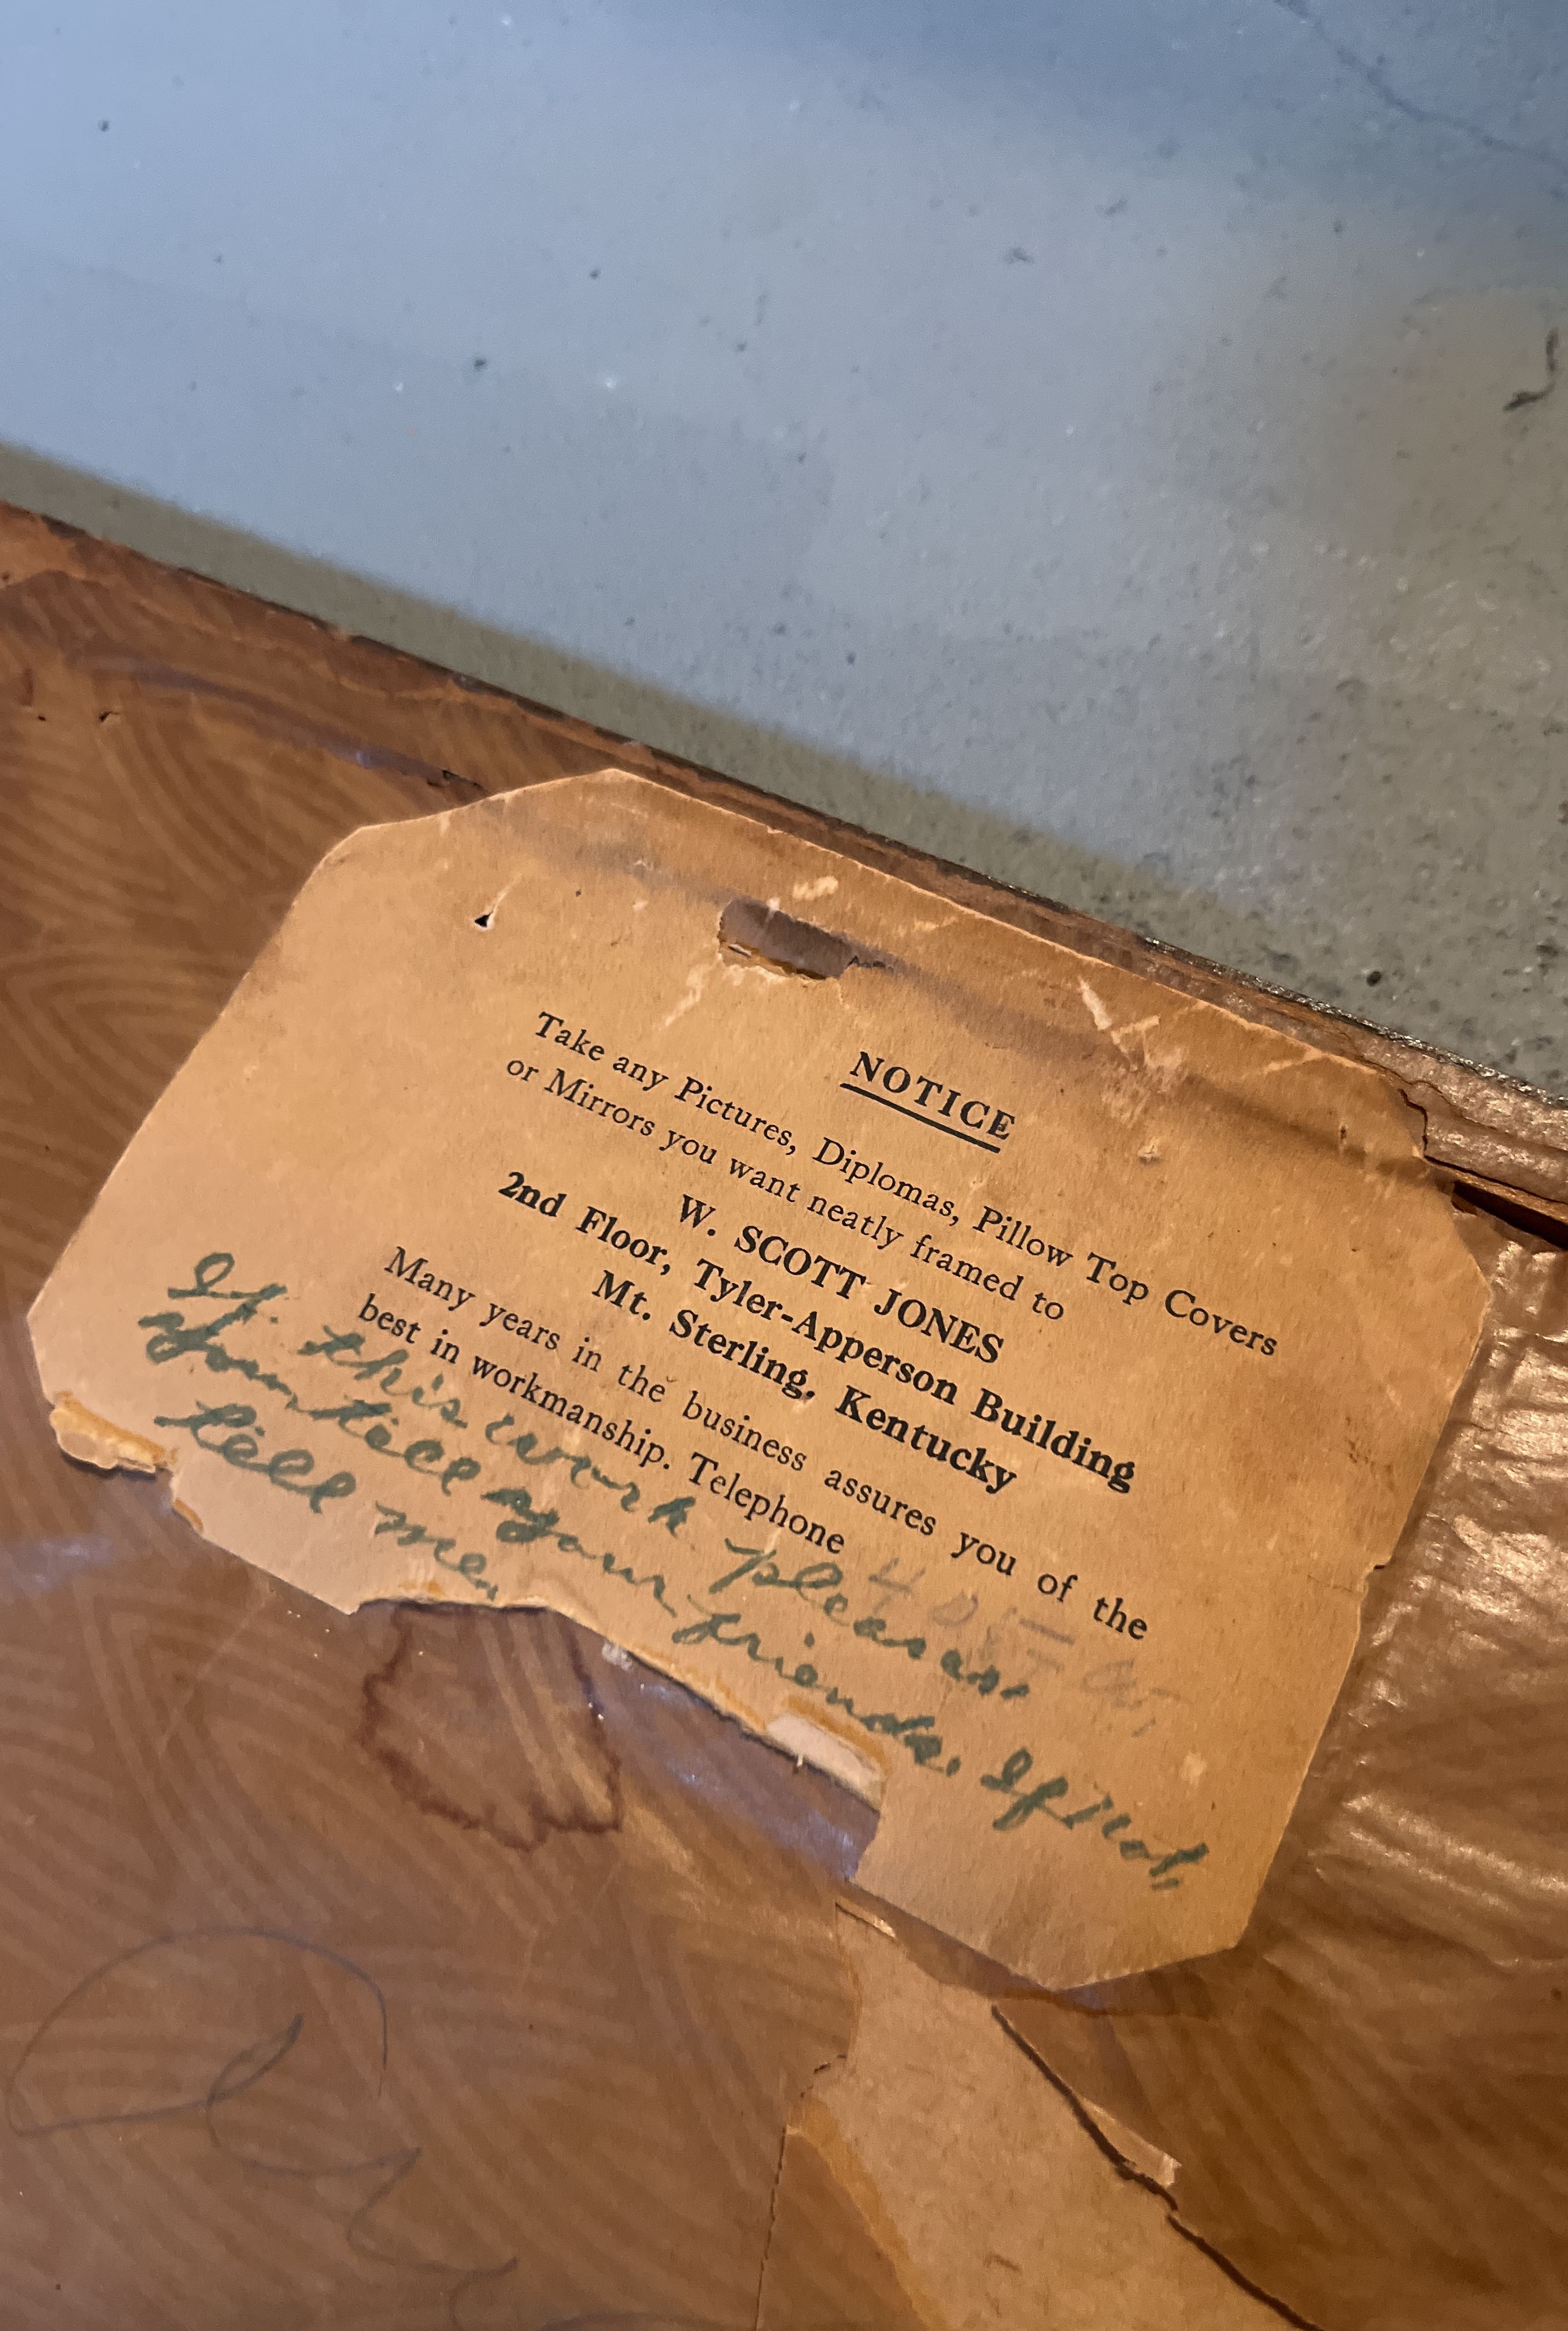 NOTICE
Take any Pictures, Diplomas, Pillow Top Covers
or Mirrors you want neatly framed to
W. SCOTT JONES
2nd Floor, Tyler-Apperson Building
Mt. Sterling, Kentucky
Many years in the business assures you of the
best in workmanship. Telephone
If this work pleases
you, tell your friends, If Not,
tell me,